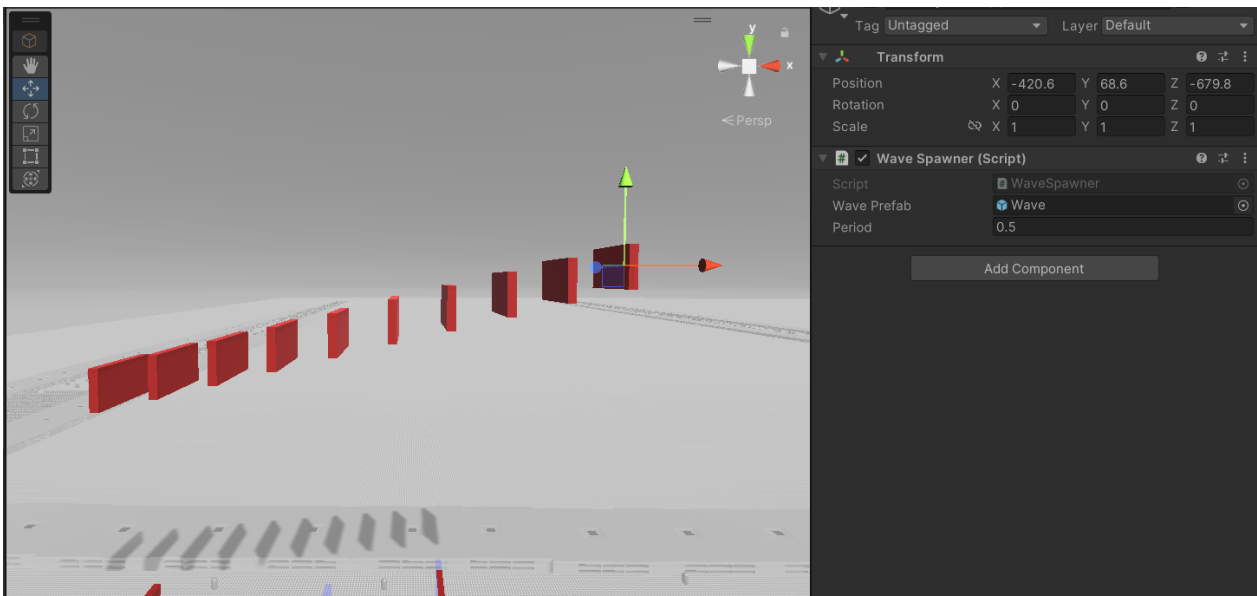 y
x
Persp
Tag Untagged Layer Default
Transform
Position X -420.6 Y 68.6 Z -679.8
Rotation X 0 Y 0 Z 0
Scale X 1 Y 1 Z 1
# Wave Spawner (Script)
Script # WaveSpawner
Wave Prefab Wave
Period 0.5
Add Component